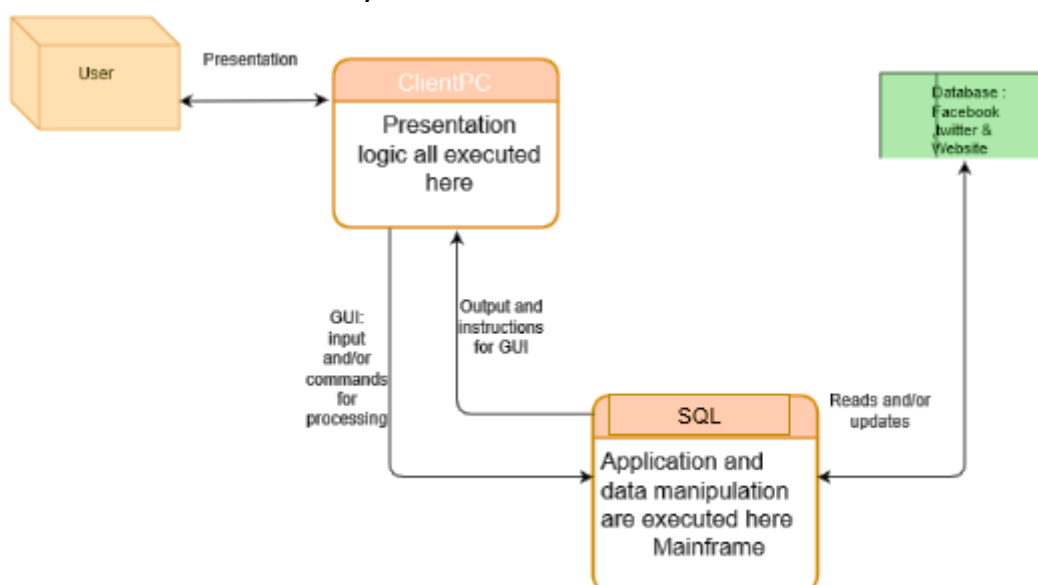 User
Presentation
ClientPC
Presentation
logic all executed
here
Database :
Facebook
,twitter &
Website
GUI:
input
and/or
commands
for
processing
Output and
instructions
for GUI
SQL
Application and
data manipulation
are executed here
Mainframe
Reads and/or
updates